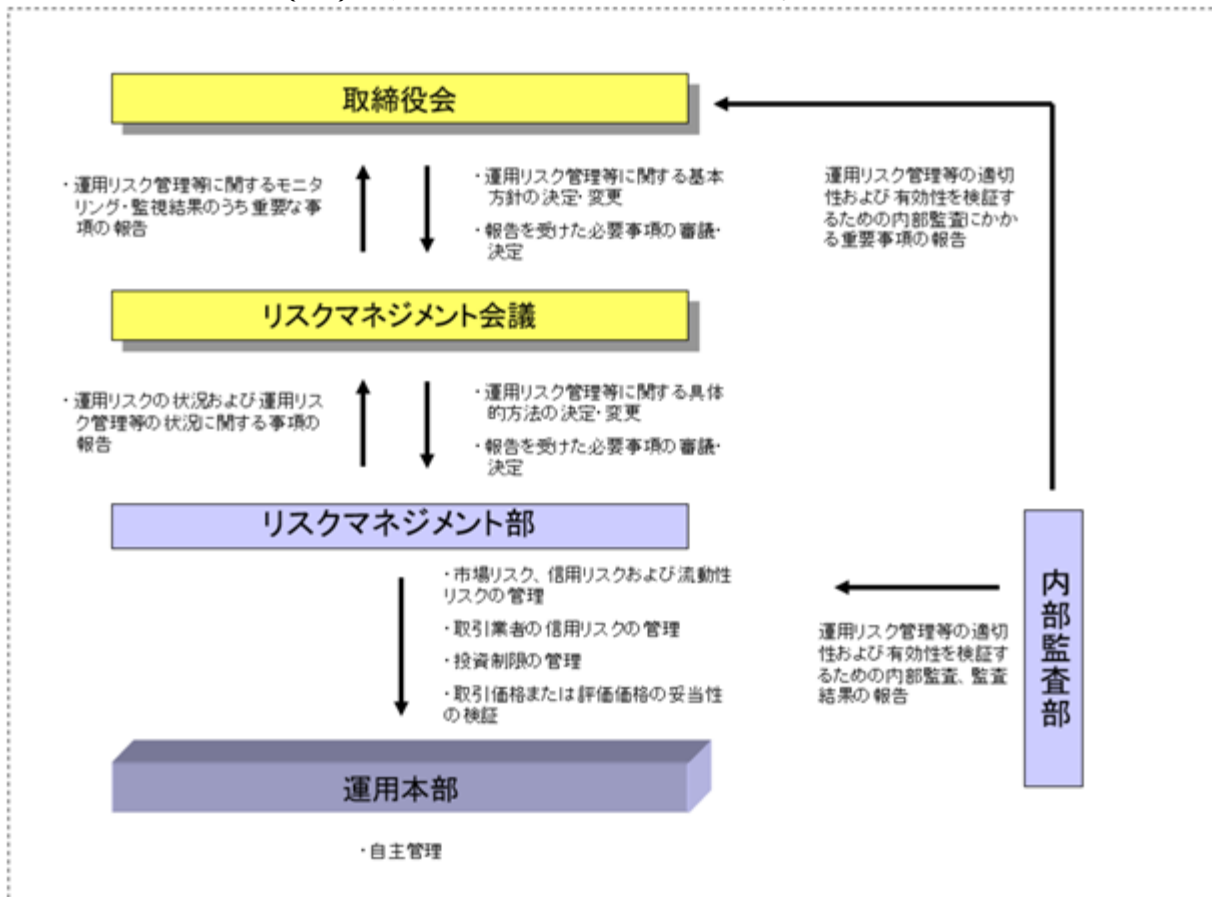 取締役会
・運用リスク管理等に関するモニタ
リング・監視結果のうち重要な事
項の報告
・運用リスク管理等に関する基本
方針の決定・変更
・報告を受けた必要事項の審議・
決定
運用リスク管理等の適切
性および有効性を検証す
るための内部監査にかか
る重要事項の報告
リスクマネジメント会議
・運用リスクの状況および運用リス
ク管理等の状況に関する事項の
報告
・運用リスク管理等に関する具体
的方法の決定・変更
・報告を受けた必要事項の審議・
決定
リスクマネジメント部
・市場リスク、信用リスクおよび流動性
リスクの管理
・取引業者の信用リスクの管理
・投資制限の管理
・取引価格または評価価格の妥当性
の検証
運用リスク管理等の適切
性および有効性を検証す
るための内部監査、監査
結果の報告
内部監査部
運用本部
・自主管理